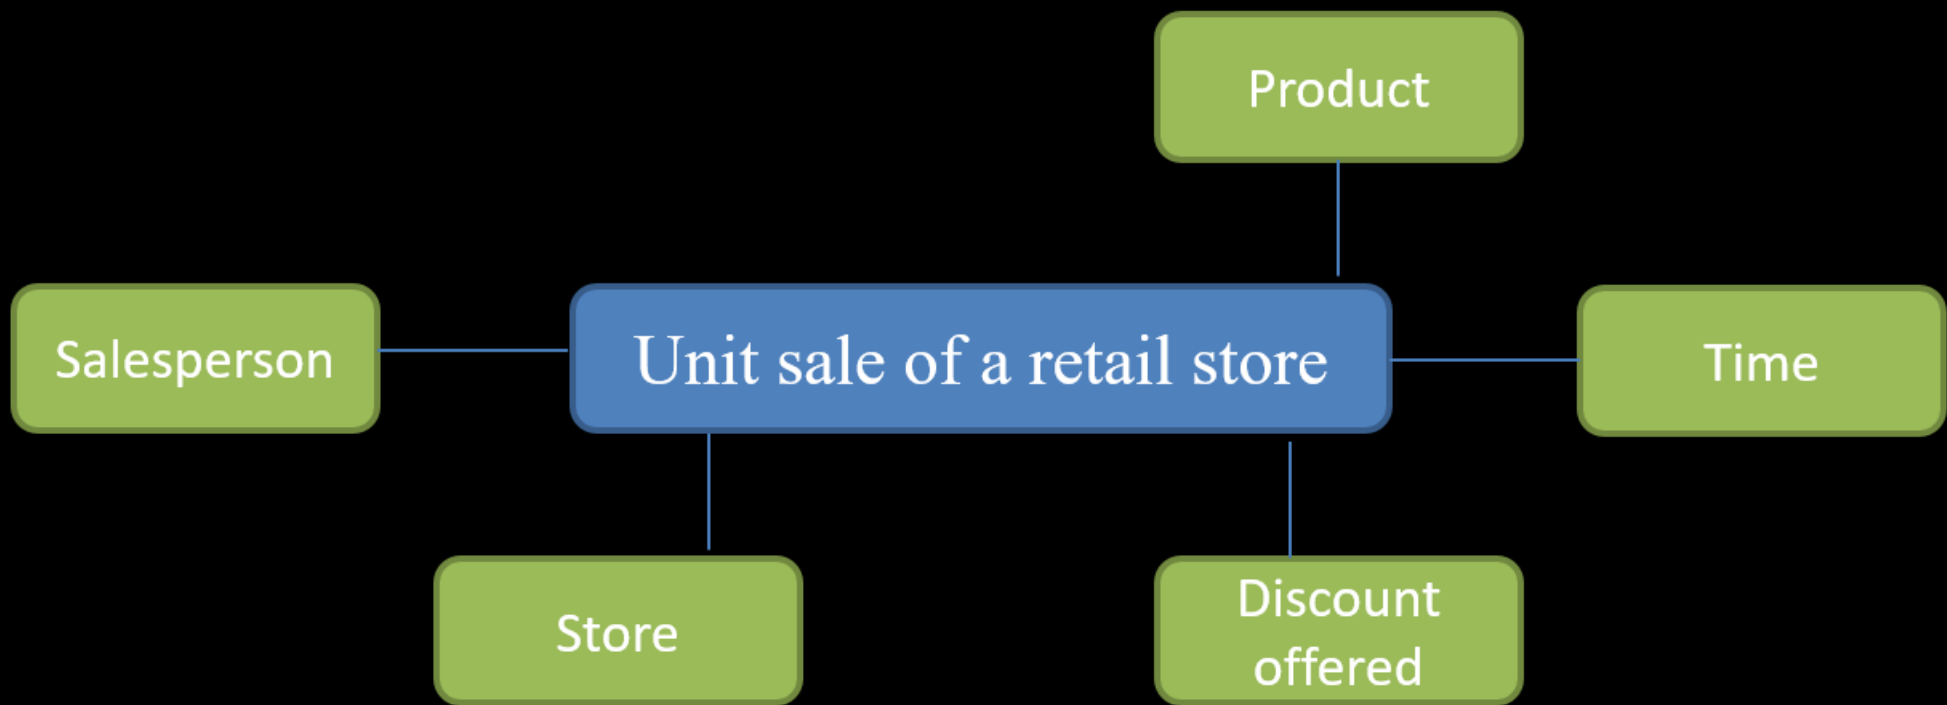 Product
Salesperson
Unit sale of a retail store
Time
Store
Discount
offered